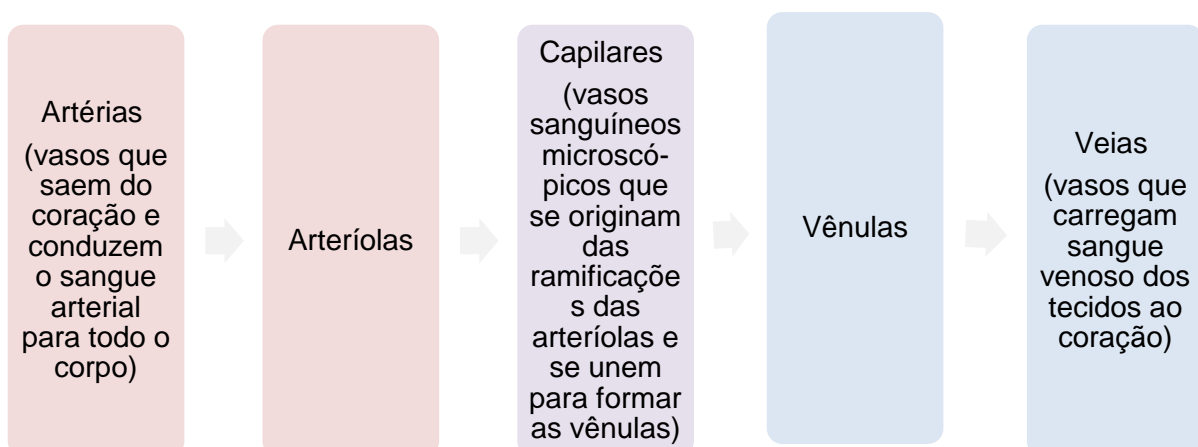 Artérias
(vasos que
saem do
coração e
conduzem
o sangue
arterial
para todo o
corpo)
Arteríolas
Capilares
(vasos
sanguíneos
microscó-
picos que
se originam
das
ramificaçõe
s das
arteríolas e
se unem
para formar
as vênulas)
Vênulas
Veias
(vasos que
carregam
sangue
venoso dos
tecidos ao
coração)